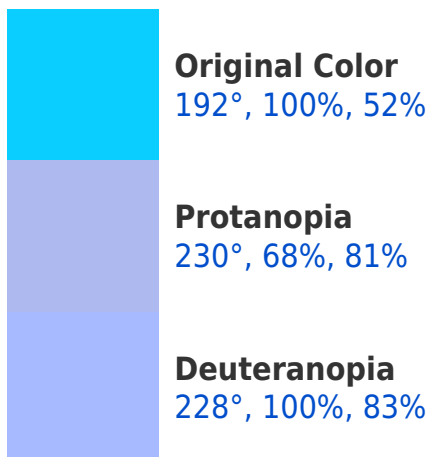 Original Color
192°, 100%, 52%
Protanopia
230°, 68%, 81%
Deuteranopia
228°, 100%, 83%